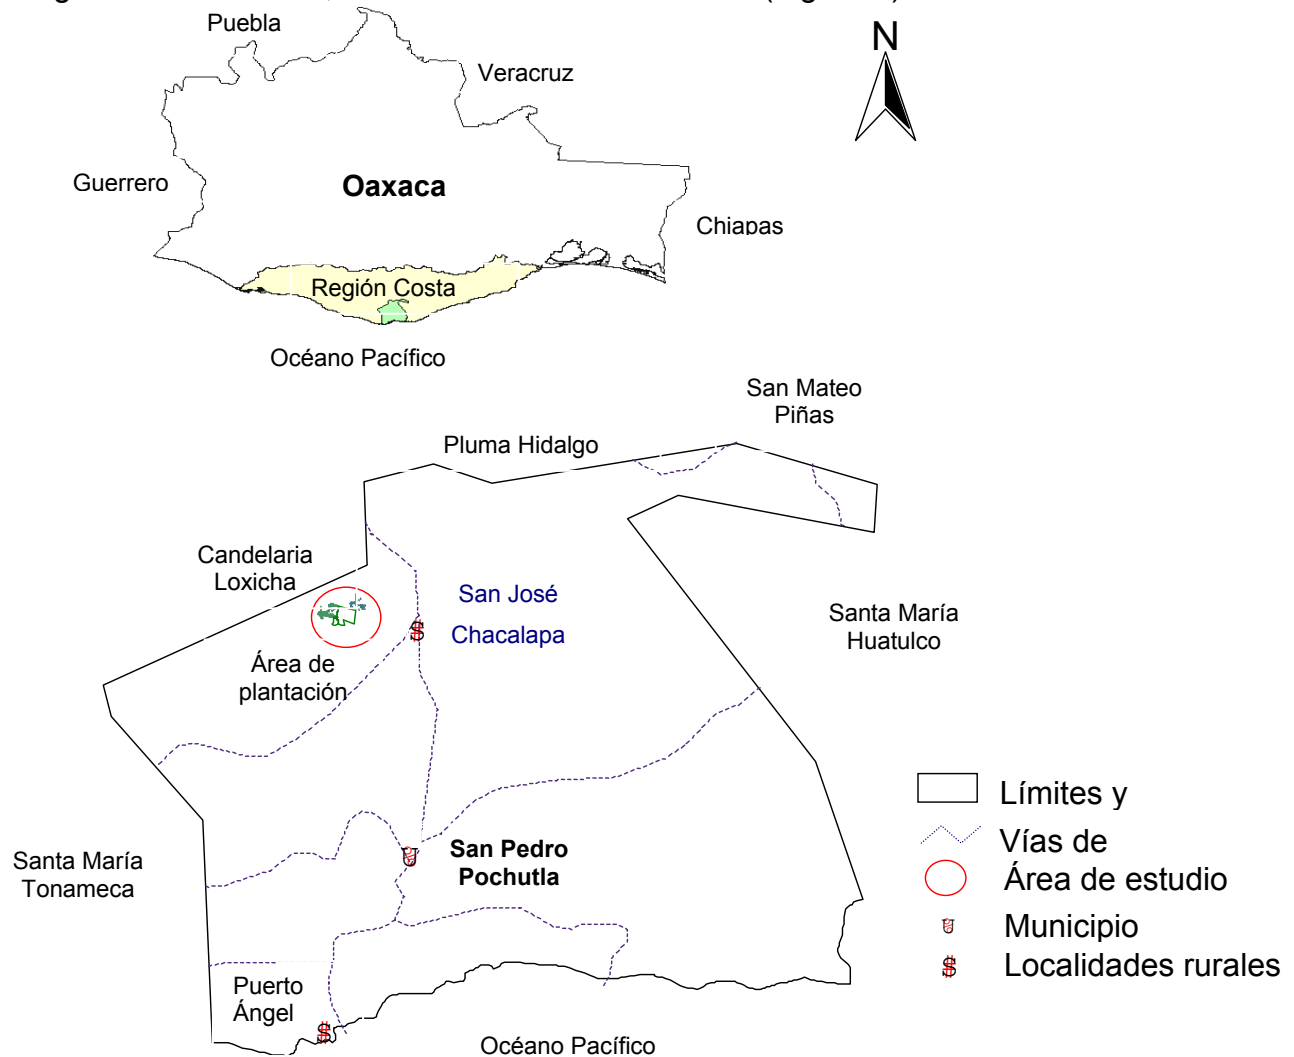 Puebla
N
Veracruz
Guerrero
Oaxaca
Chiapas
Región Costa
Océano Pacífico
San Mateo
Piñas
Pluma Hidalgo
Candelaria
Loxicha
San José
Chacalapa
Santa María
Huatulco
Área de
plantación
Límites y
Vías de
Área de estudio
Municipio
Localidades rurales
San Pedro
Pochutla
Santa María
Tonameca
Puerto
Ángel
Océano Pacífico